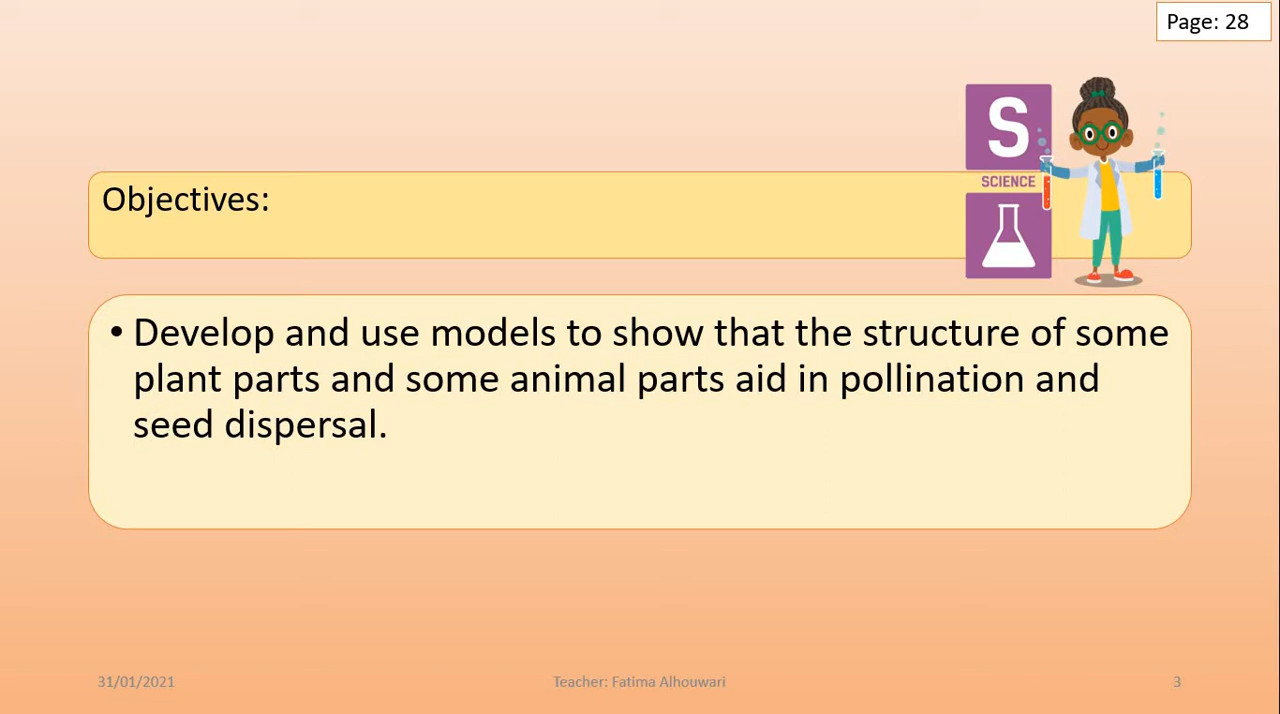 Page: 28
S
SCIENCE
Objectives:
• Develop and use models to show that the structure of some
plant parts and some animal parts aid in pollination and
seed dispersal.
31/01/2021
Teacher: Fatima Alhouwari
3